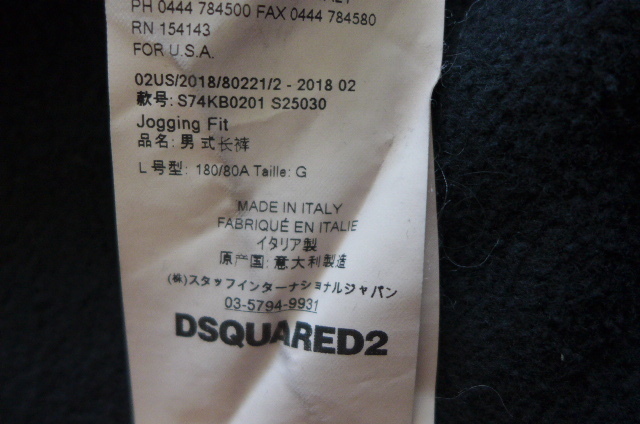 PH 0444 784500 FAX 0444 784580
RN 154143
FOR U.S.A.
02US/2018/80221/2 - 2018 02
款号: S74KB0201 S25030
Jogging Fit
品名: 男式长裤
L号型: 180/80A Taille: G
MADE IN ITALY
FABRIQUÉ EN ITALIE
イタリア製
原产国: 意大利製造
(株)スタッフインターナショナルジャパン
03-5794-9931
DSQUARED2